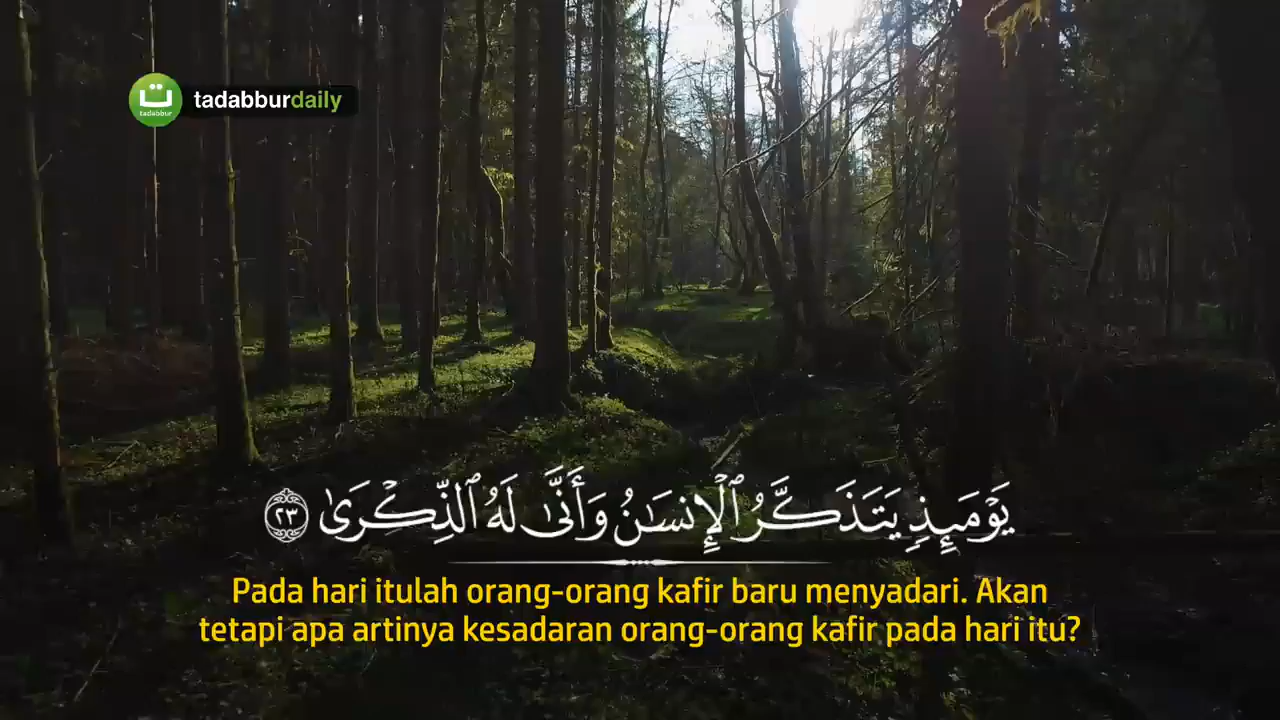 ت
tadabbur
tadabburdaily
يَوْمَئِذٍ يَتَذَكَّرُ ٱلْإِنسَـٰنُ وَأَنَّىٰ لَهُ ٱلذِّكْرَىٰ ٢٣
Pada hari itulah orang-orang kafir baru menyadari. Akan
tetapi apa artinya kesadaran orang-orang kafir pada hari itu?